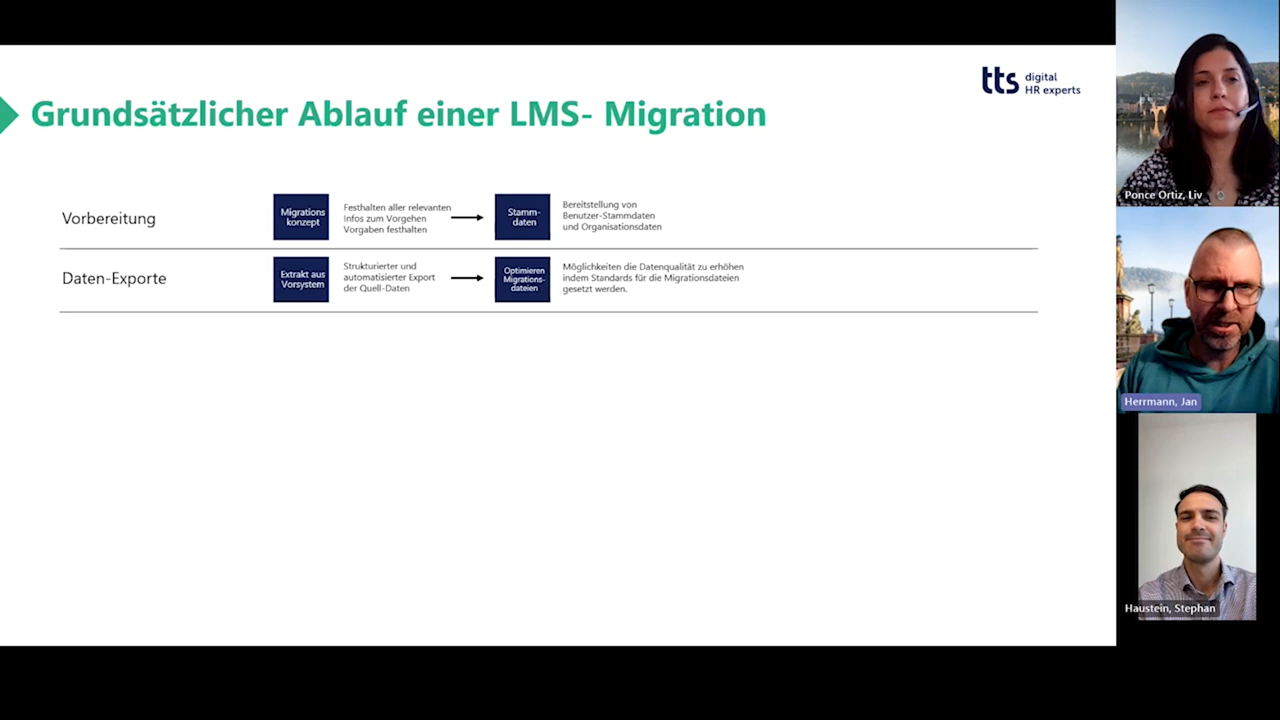 tts digital
HR experts
Grundsätzlicher Ablauf einer LMS- Migration
Vorbereitung
Migrations
konzept
Festhalten aller relevanten
Infos zum Vorgehen
Vorgaben festhalten
Stamm-
daten
Bereitstellung von
Benutzer-Stammdaten
und Organisationsdaten
Daten-Exporte
Extrakt aus
Vorsystem
Strukturierter und
automatisierter Export
der Quell-Daten
Optimieren
Migrations-
dateien
Möglichkeiten die Datenqualität zu erhöhen
indem Standards für die Migrationsdateien
gesetzt werden.
Ponce Ortiz, Liv
Herrmann, Jan
Haustein, Stephan